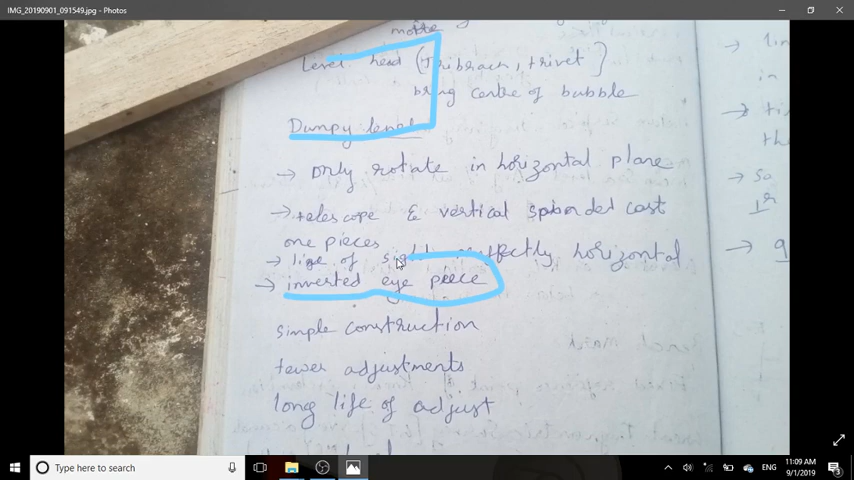 IMG_20190901_091549.jpg - Photos
Level head (Tribrach, trivet)
bring centre of bubble
Dumpy level
→ only rotate in horizontal plane
→ telescope & vertical cast
one pieces
→ line of sight perfectly horizontal
→ inverted eye piece
simple construction
fewer adjustments
long life of adjust
Type here to search
ENG
11:09 AM
9/1/2019
3